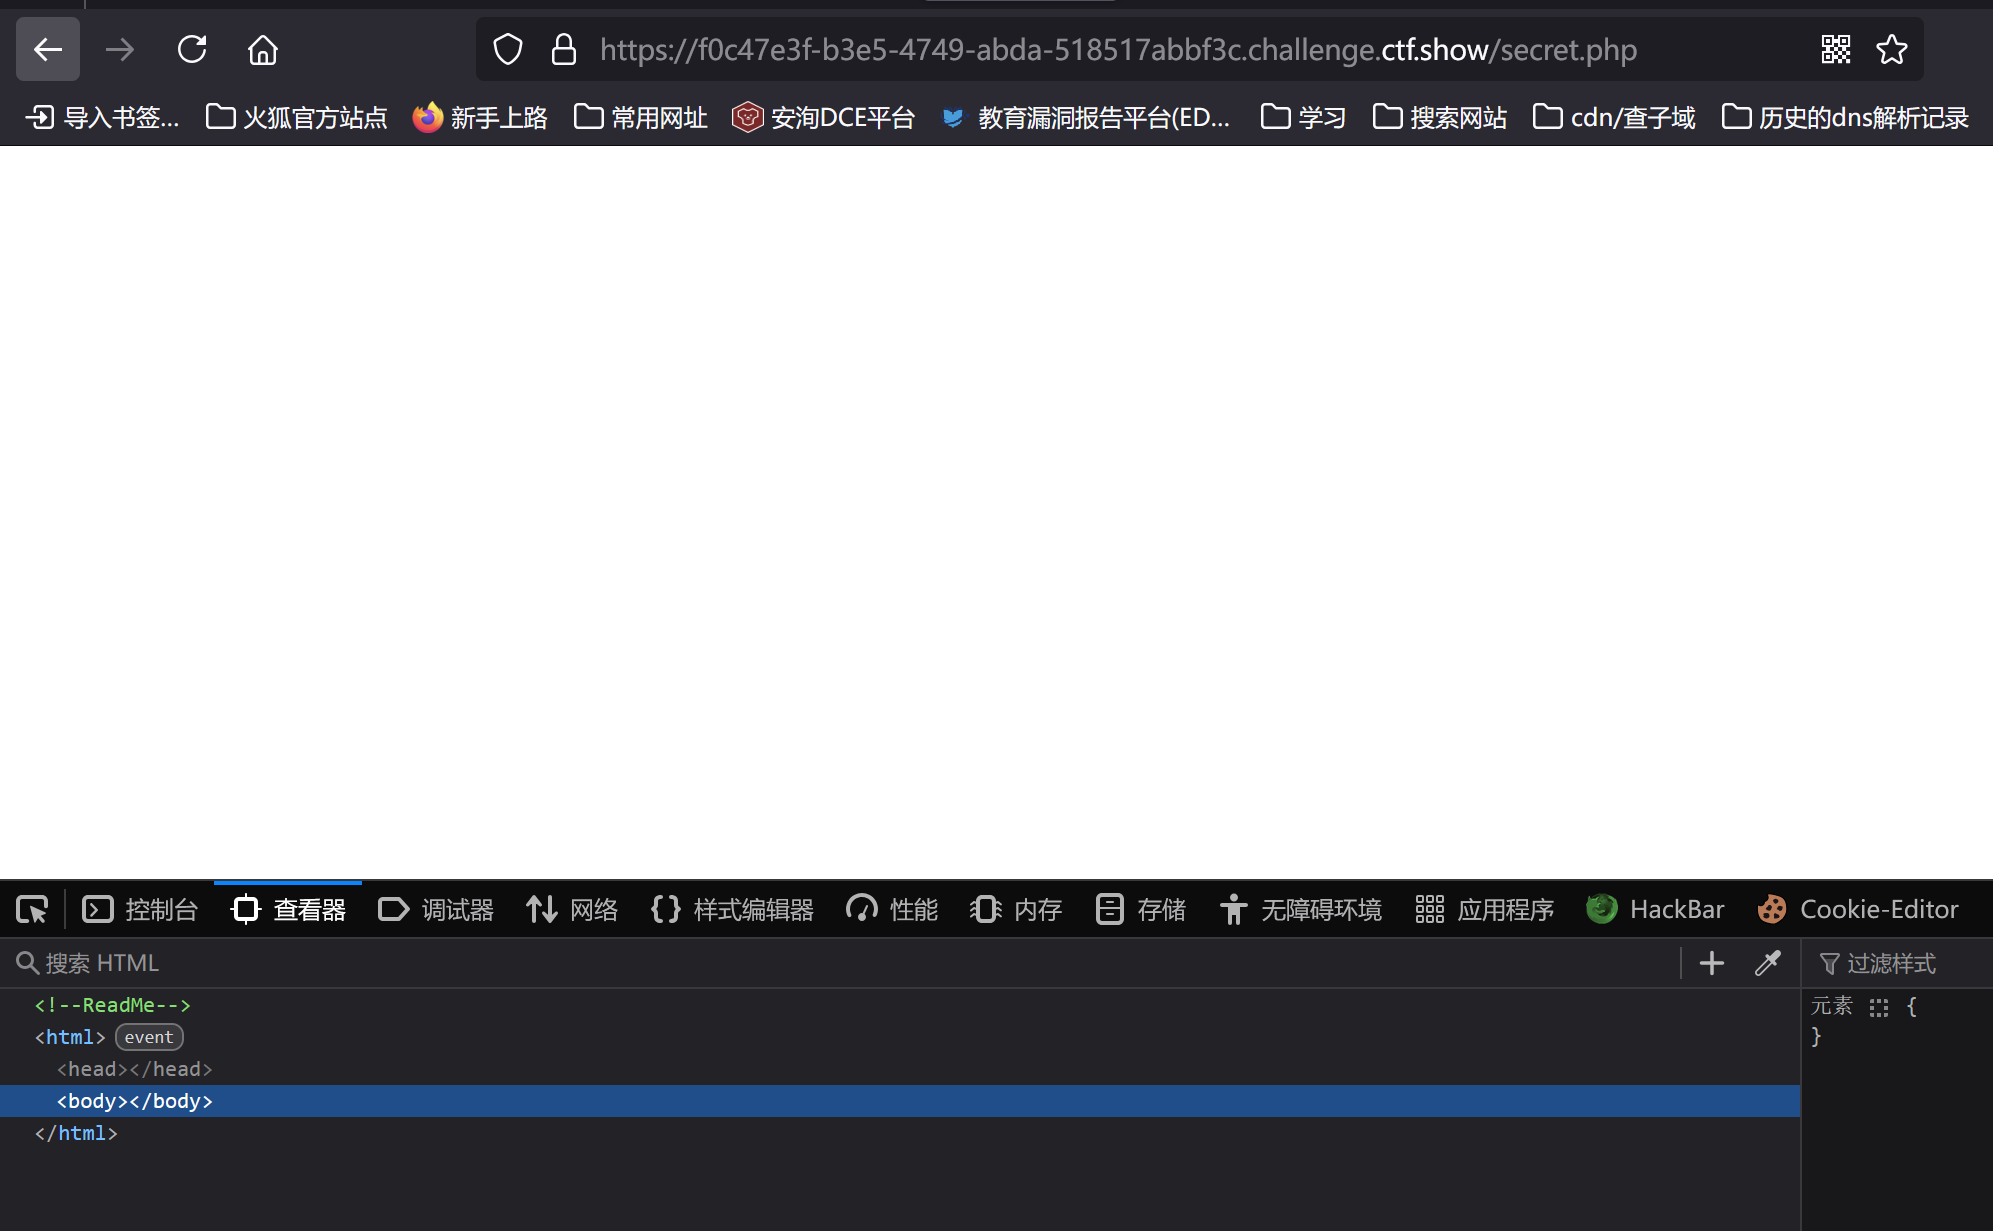 https://f0c47e3f-b3e5-4749-abda-518517abbf3c.challenge.ctf.show/secret.php
导入书签... 火狐官方站点 新手上路 常用网址 安洵DCE平台 教育漏洞报告平台(ED... 学习 搜索网站 cdn/查子域 历史的dns解析记录
控制台 查看器 调试器 网络 样式编辑器 性能 内存 存储 无障碍环境 应用程序 HackBar Cookie-Editor
搜索 HTML 过滤样式
<!--ReadMe-->
<html> event
<head></head>
<body></body>
</html>
元素 {
}